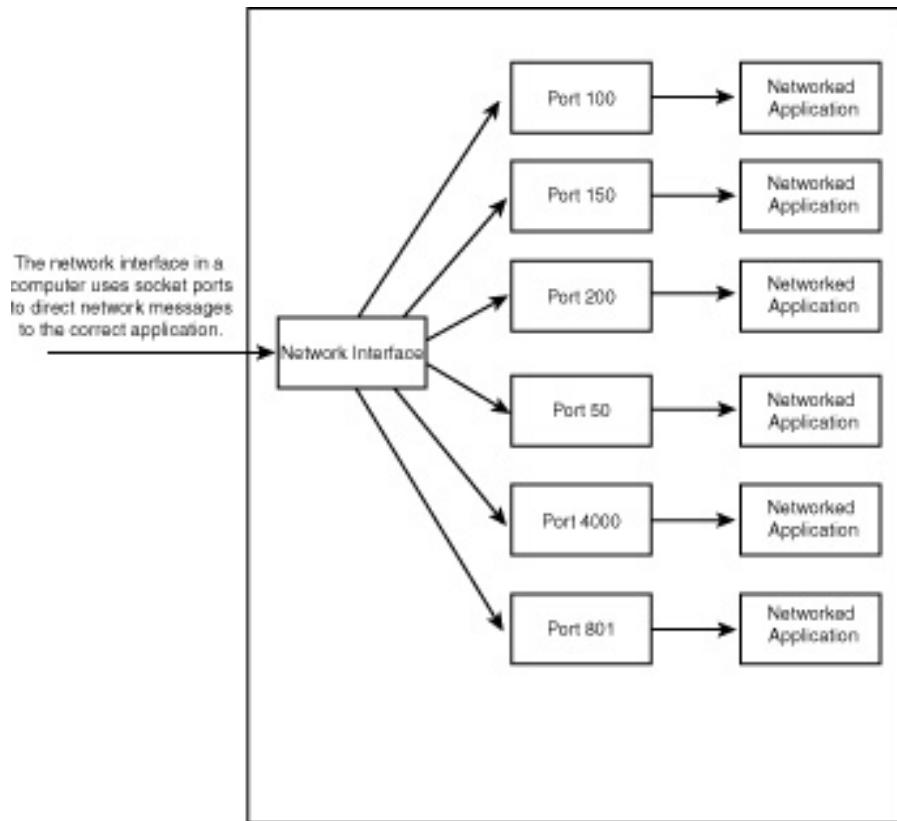 The network interface in a
computer uses socket ports
to direct network messages
to the correct application.
Network Interface
Port 100
Networked
Application
Port 150
Networked
Application
Port 200
Networked
Application
Port 50
Networked
Application
Port 4000
Networked
Application
Port 801
Networked
Application